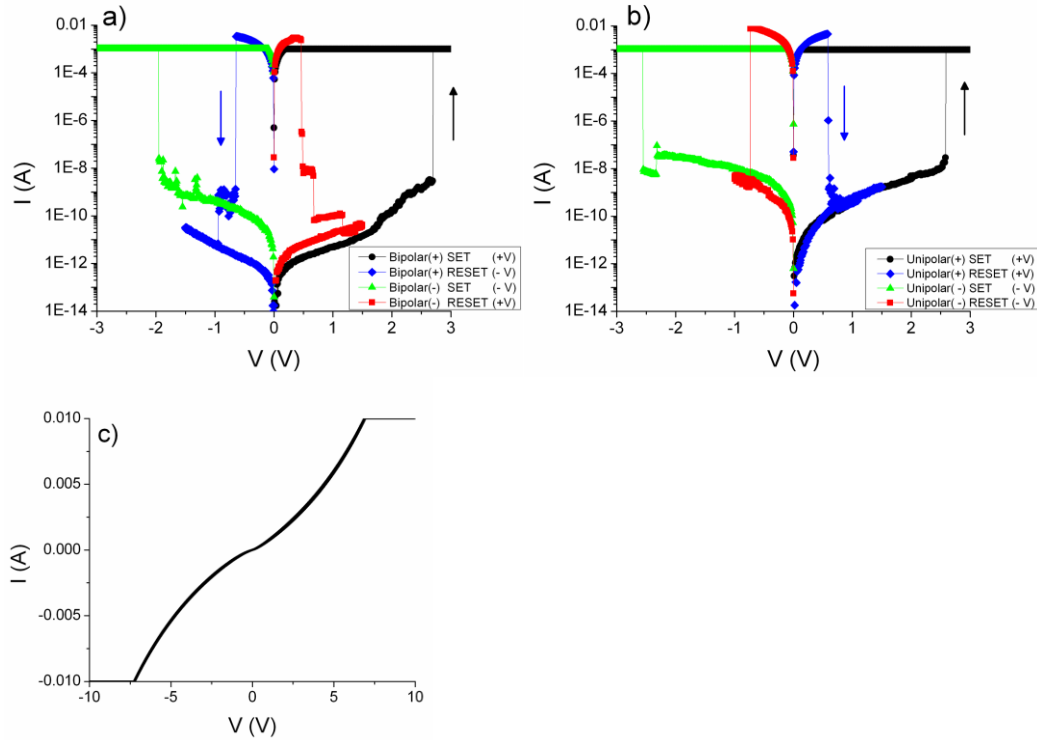 a)
I (A)
0.01
1E-4
1E-6
1E-8
1E-10
1E-12
1E-14
-3 -2 -1 0 1 2 3
V (V)
Bipolar(+) SET (+V)
Bipolar(+) RESET (- V)
Bipolar(-) SET (- V)
Bipolar(-) RESET (+V)
b)
I (A)
0.01
1E-4
1E-6
1E-8
1E-10
1E-12
1E-14
-3 -2 -1 0 1 2 3
V (V)
Unipolar(+) SET (+V)
Unipolar(+) RESET (+V)
Unipolar(-) SET (- V)
Unipolar(-) RESET (- V)
c)
I (A)
0.010
0.005
0.000
-0.005
-0.010
-10 -5 0 5 10
V (V)